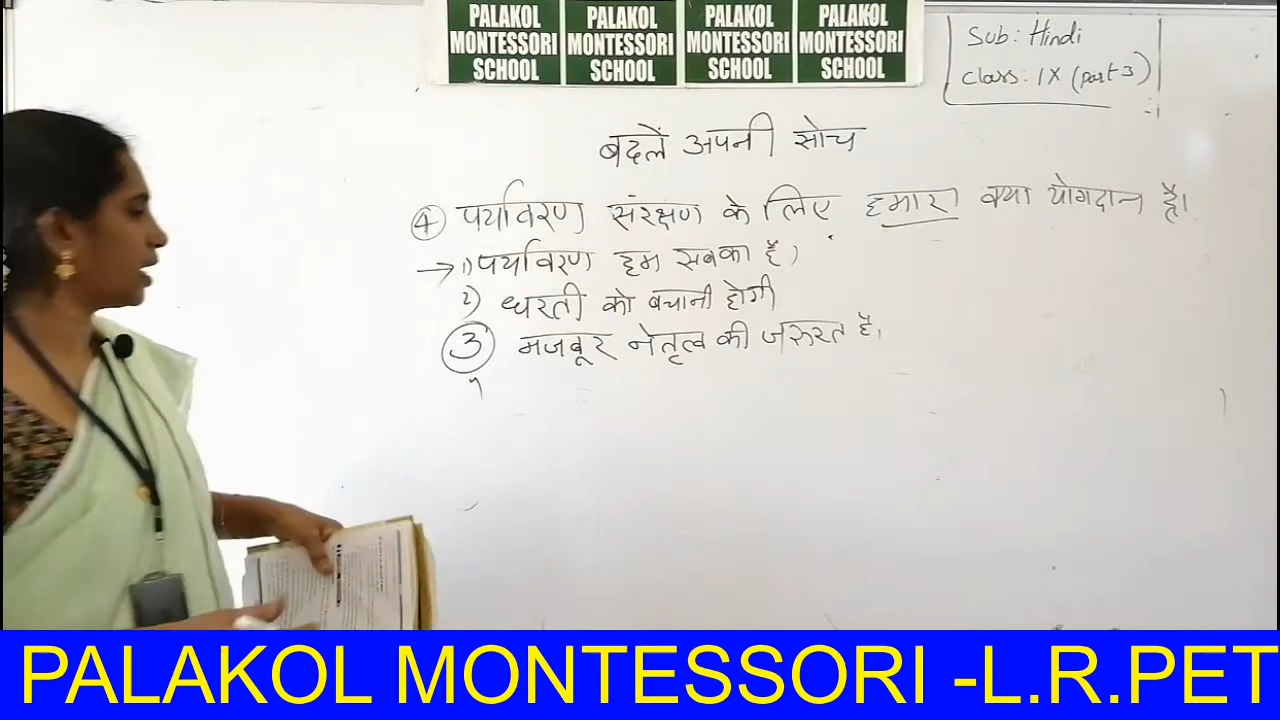 PALAKOL MONTESSORI SCHOOL
PALAKOL MONTESSORI SCHOOL
PALAKOL MONTESSORI SCHOOL
PALAKOL MONTESSORI SCHOOL
Sub: Hindi
Class: IX (part 3)
बदलें अपनी सोच
④ पर्यावरण संरक्षण के लिए हमारा क्या योगदान है।
→ 1) पर्यावरण हम सबका है।
2) धरती को बचानी होगी
③ मजबूर नेतृत्व की जरुरत है।
PALAKOL MONTESSORI -L.R.PET